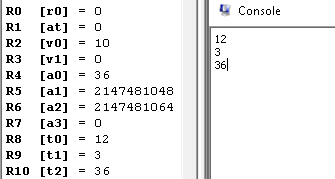 R0 [r0] = 0
R1 [at] = 0
R2 [v0] = 10
R3 [v1] = 0
R4 [a0] = 36
R5 [a1] = 2147481048
R6 [a2] = 2147481064
R7 [a3] = 0
R8 [t0] = 12
R9 [t1] = 3
R10 [t2] = 36
Console
12
3
36